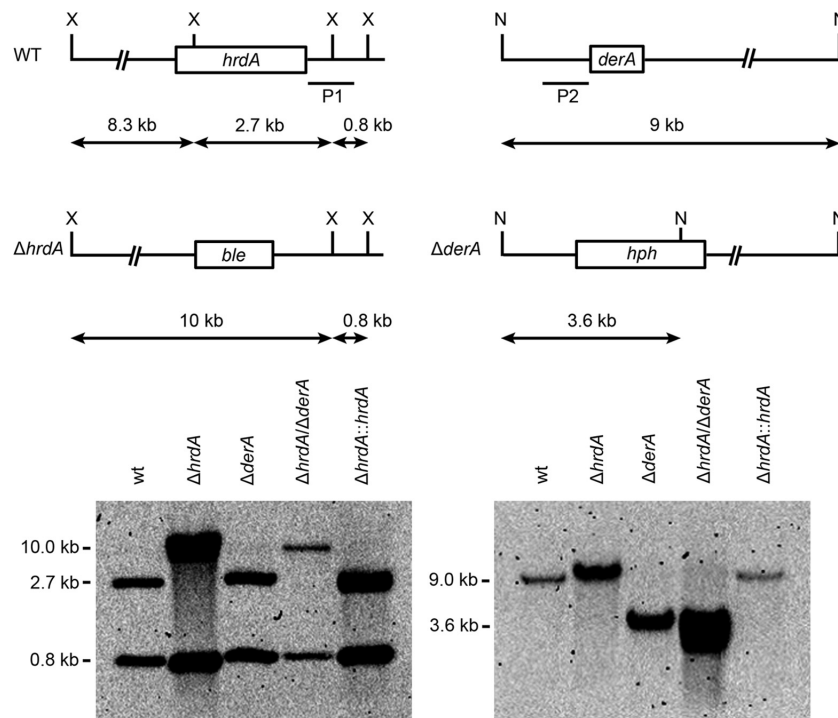 X X X X
WT hrdA
P1
8.3 kb 2.7 kb 0.8 kb
N N
derA
P2
9 kb
X X X
ΔhrdA ble
10 kb 0.8 kb
N N N
ΔderA hph
3.6 kb
wt ΔhrdA ΔderA ΔhrdA/ΔderA ΔhrdA::hrdA
10.0 kb
2.7 kb
0.8 kb
wt ΔhrdA ΔderA ΔhrdA/ΔderA ΔhrdA::hrdA
9.0 kb
3.6 kb